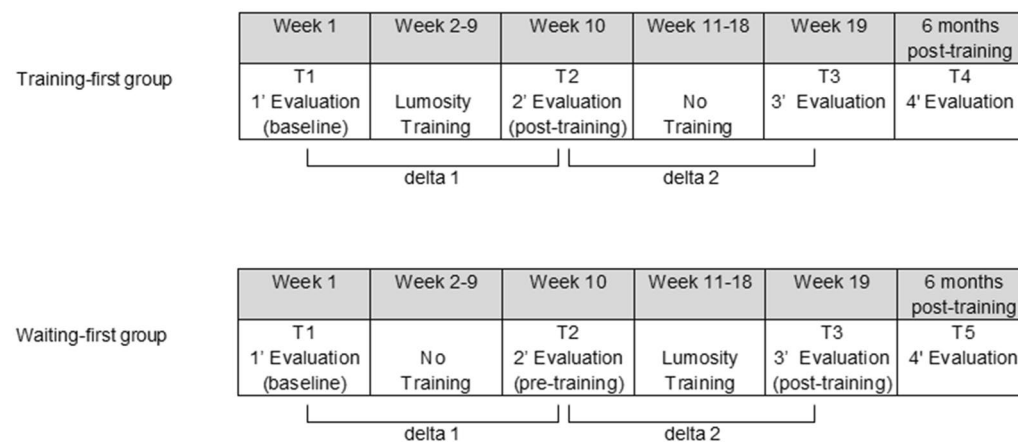 Week 1 Week 2-9 Week 10 Week 11-18 Week 19 6 months
post-training
Training-first group
T1 T2 T3 T4
1' Evaluation Lumosity 2' Evaluation No 3' Evaluation 4' Evaluation
(baseline) Training (post-training) Training
delta 1 delta 2
Week 1 Week 2-9 Week 10 Week 11-18 Week 19 6 months
post-training
Waiting-first group
T1 T2 T3 T5
1' Evaluation No 2' Evaluation Lumosity 3' Evaluation 4' Evaluation
(baseline) Training (pre-training) Training (post-training)
delta 1 delta 2